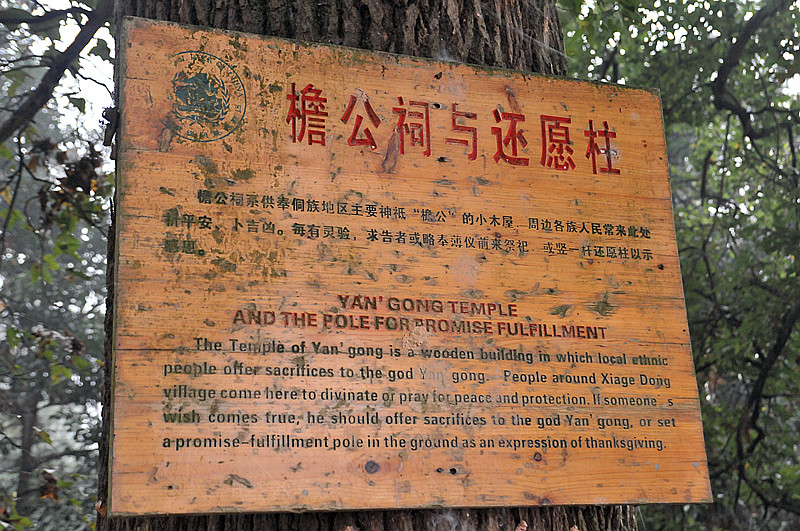 檐公祠与还愿柱
檐公祠系供奉侗族地区主要神祗“檐公”的小木屋。周边各族人民常来此处
祈平安、卜吉凶。每有灵验，求告者或略奉薄仪前来祭祀，或竖一杆还愿柱以示
感恩。
YAN' GONG TEMPLE
AND THE POLE FOR PROMISE FULFILLMENT
The Temple of Yan' gong is a wooden building in which local ethnic
people offer sacrifices to the god Yan' gong. People around Xiage Dong
village come here to divinate or pray for peace and protection. If someone's
wish comes true, he should offer sacrifices to the god Yan' gong, or set
a promise-fulfillment pole in the ground as an expression of thanksgiving.